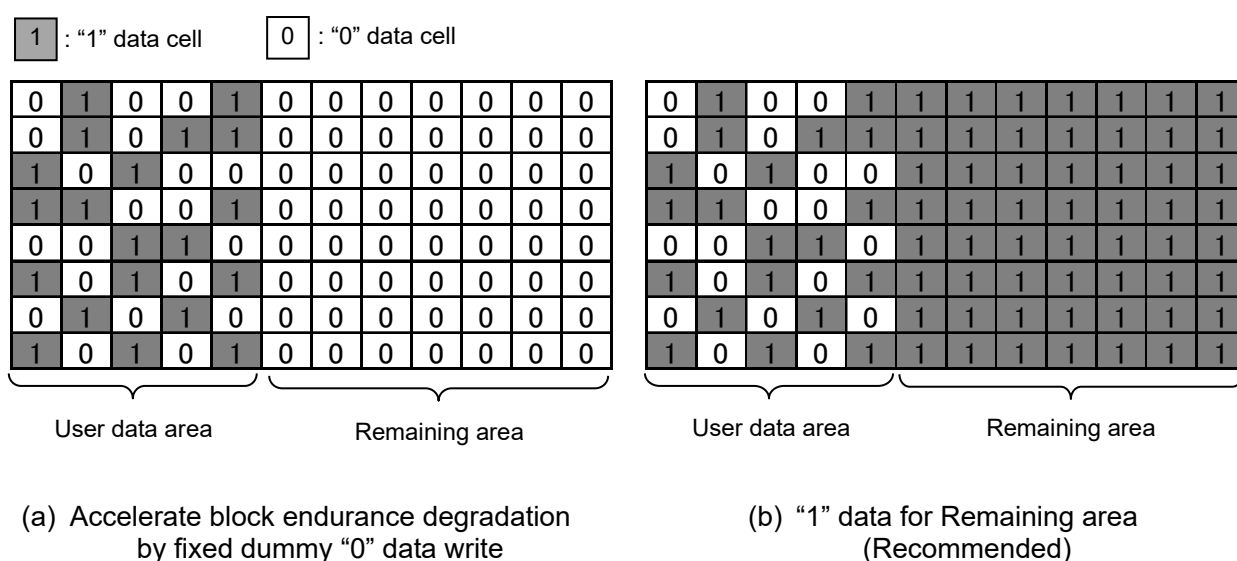 1 : “1” data cell 0 : “0” data cell
0 1 0 0 1 0 0 0 0 0 0 0 0 1 0 0 1 1 1 1 1 1 1 1
0 1 0 1 1 0 0 0 0 0 0 0 0 1 0 1 1 1 1 1 1 1 1 1
1 0 1 0 0 0 0 0 0 0 0 0 1 0 1 0 0 1 1 1 1 1 1 1
1 1 0 0 1 0 0 0 0 0 0 0 1 1 0 0 1 1 1 1 1 1 1 1
0 0 1 1 0 0 0 0 0 0 0 0 0 0 1 1 0 1 1 1 1 1 1 1
1 0 1 0 1 0 0 0 0 0 0 0 1 0 1 0 1 1 1 1 1 1 1 1
0 1 0 1 0 0 0 0 0 0 0 0 0 1 0 1 0 1 1 1 1 1 1 1
1 0 1 0 1 0 0 0 0 0 0 0 1 0 1 0 1 1 1 1 1 1 1 1
User data area Remaining area User data area Remaining area
(a) Accelerate block endurance degradation
by fixed dummy “0” data write
(b) “1” data for Remaining area
(Recommended)